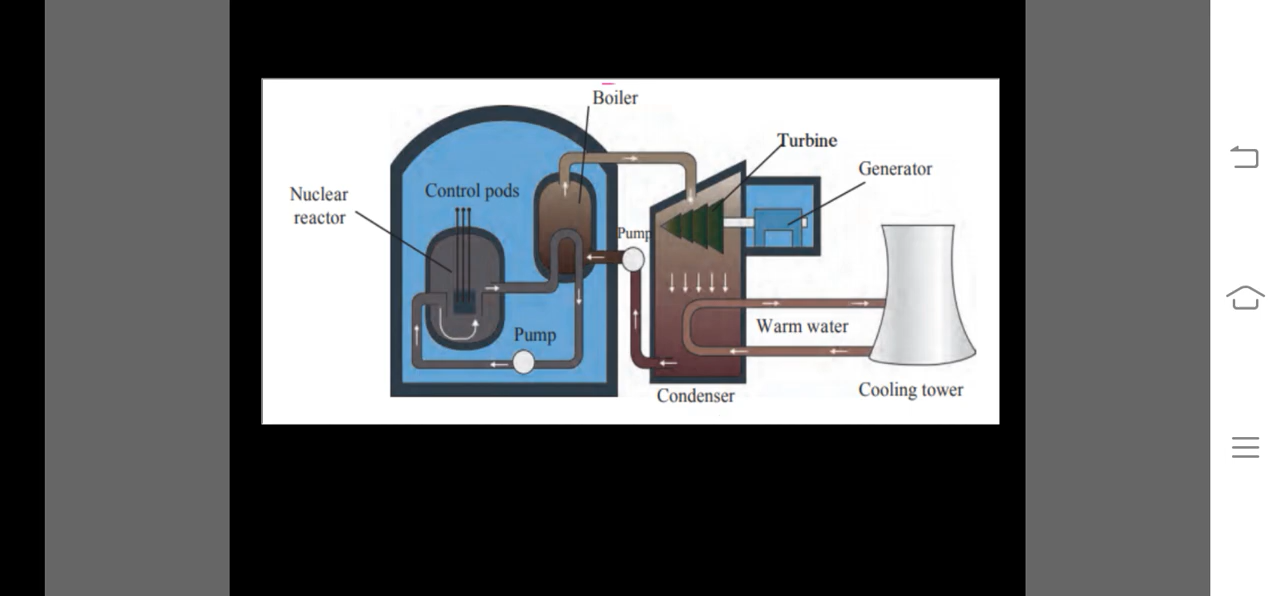 Boiler
Turbine
Generator
Nuclear
reactor
Control pods
Pump
Pump
Warm water
Condenser
Cooling tower